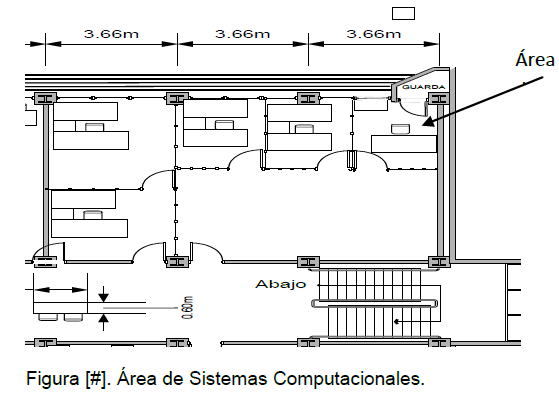 3.66m 3.66m 3.66m
Área
GUARDA
Abajo
0.60m
Figura [#]. Área de Sistemas Computacionales.